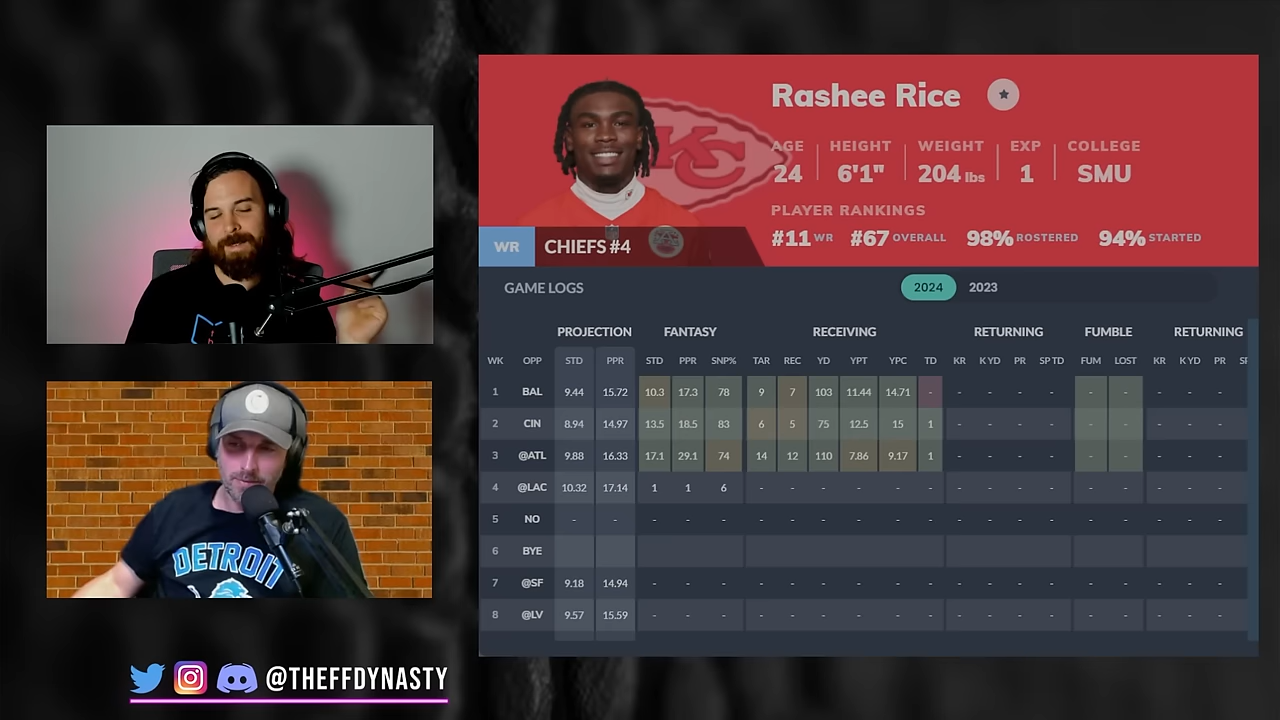 Rashee Rice
AGE HEIGHT WEIGHT EXP COLLEGE
24 6'1" 204 lbs 1 SMU
PLAYER RANKINGS
#11 WR #67 OVERALL 98% ROSTERED 94% STARTED
KC
WR CHIEFS #4
GAME LOGS 2024 2023
PROJECTION FANTASY RECEIVING RETURNING FUMBLE RETURNING
WK OPP STD PPR STD PPR SNP% TAR REC YD YPT YPC TD KR K YD PR SP TD FUM LOST KR K YD PR
1 BAL 9.44 15.72 10.3 17.3 78 9 7 103 11.44 14.71 - - - - - - - - - -
2 CIN 8.94 14.97 13.5 18.5 83 6 5 75 12.5 15 1 - - - - - - - - -
3 @ATL 9.88 16.33 17.1 29.1 74 14 12 110 7.86 9.17 1 - - - - - - - - -
4 @LAC 10.32 17.14 1 1 6 - - - - - - - - - - - - - - -
5 NO - - - - - - - - - - - - - - - - - - - -
6 BYE
7 @SF 9.18 14.94 - - - - - - - - - - - - - - - - - -
8 @LV 9.57 15.59 - - - - - - - - - - - - - - - - - -
DETROIT
@THEFFDYNASTY